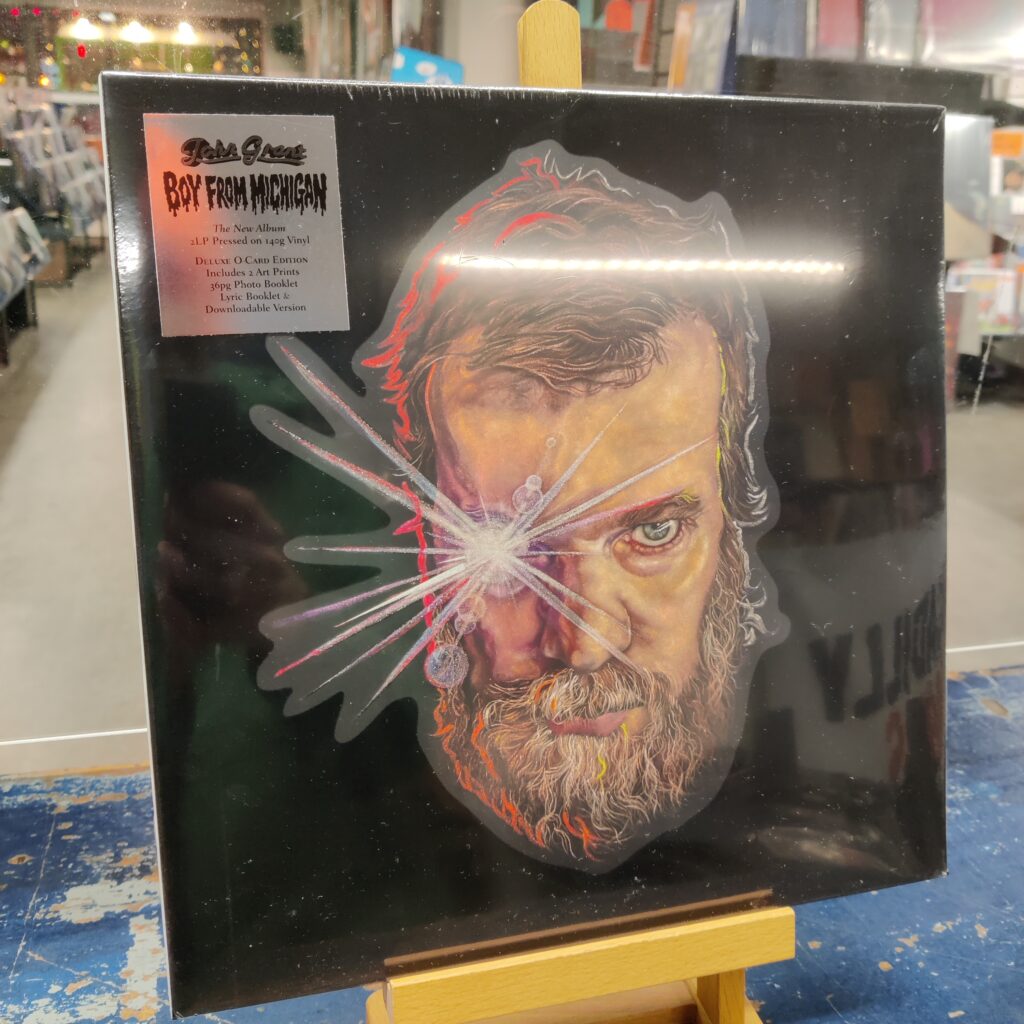 John Grant
BOY FROM MICHIGAN
The New Album
2LP Pressed on 140g Vinyl
Deluxe O-Card Edition
Includes 2 Art Prints
36pg Photo Booklet
Lyric Booklet &
Downloadable Version